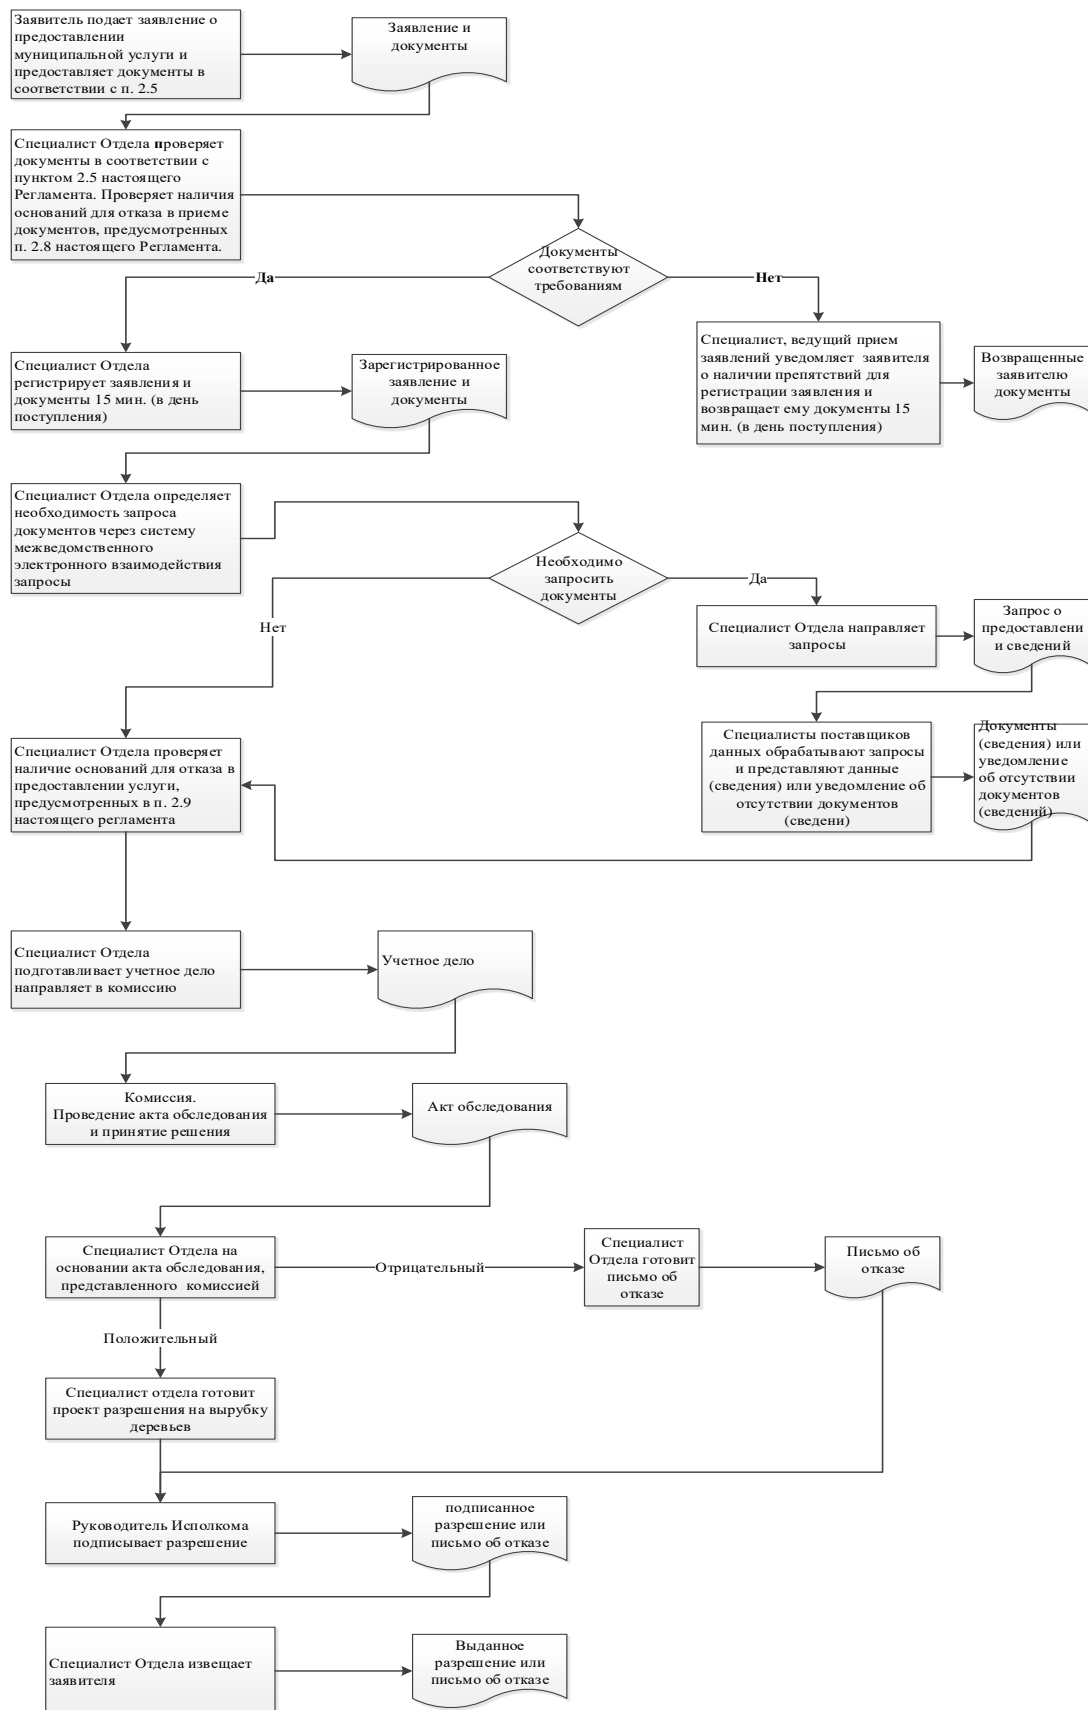 Заявитель подает заявление о
предоставлении
муниципальной услуги и
предоставляет документы в
соответствии с п. 2.5
Заявление и
документы
Специалист Отдела проверяет
документы в соответствии с
пунктом 2.5 настоящего
Регламента. Проверяет наличия
оснований для отказа в приеме
документов, предусмотренных
п. 2.8 настоящего Регламента.
Документы
соответствуют
требованиям
Да
Нет
Специалист Отдела
регистрирует заявления и
документы 15 мин. (в день
поступления)
Зарегистрированное
заявление и
документы
Специалист, ведущий прием
заявлений уведомляет заявителя
о наличии препятствий для
регистрации заявления и
возвращает ему документы 15
мин. (в день поступления)
Возвращенные
заявителю
документы
Специалист Отдела определяет
необходимость запроса
документов через систему
межведомственного
электронного взаимодействия
запросы
Необходимо
запросить
документы
Да
Нет
Специалист Отдела направляет
запросы
Запрос о
предоставлени
и сведений
Специалист Отдела проверяет
наличие оснований для отказа в
предоставлении услуги,
предусмотренных в п. 2.9
настоящего регламента
Специалисты поставщиков
данных обрабатывают запросы
и представляют данные
(сведения) или уведомление об
отсутствии документов
(сведени)
Документы
(сведения) или
уведомление
об отсутствии
документов
(сведений)
Специалист Отдела
подготавливает учетное дело
направляет в комиссию
Учетное дело
Комиссия.
Проведение акта обследования
и принятие решения
Акт обследования
Специалист Отдела на
основании акта обследования,
представленного комиссией
Отрицательный
Специалист
Отдела готовит
письмо об
отказе
Письмо об
отказе
Положительный
Специалист отдела готовит
проект разрешения на вырубку
деревьев
Руководитель Исполкома
подписывает разрешение
подписанное
разрешение или
письмо об отказе
Специалист Отдела извещает
заявителя
Выданное
разрешение или
письмо об отказе